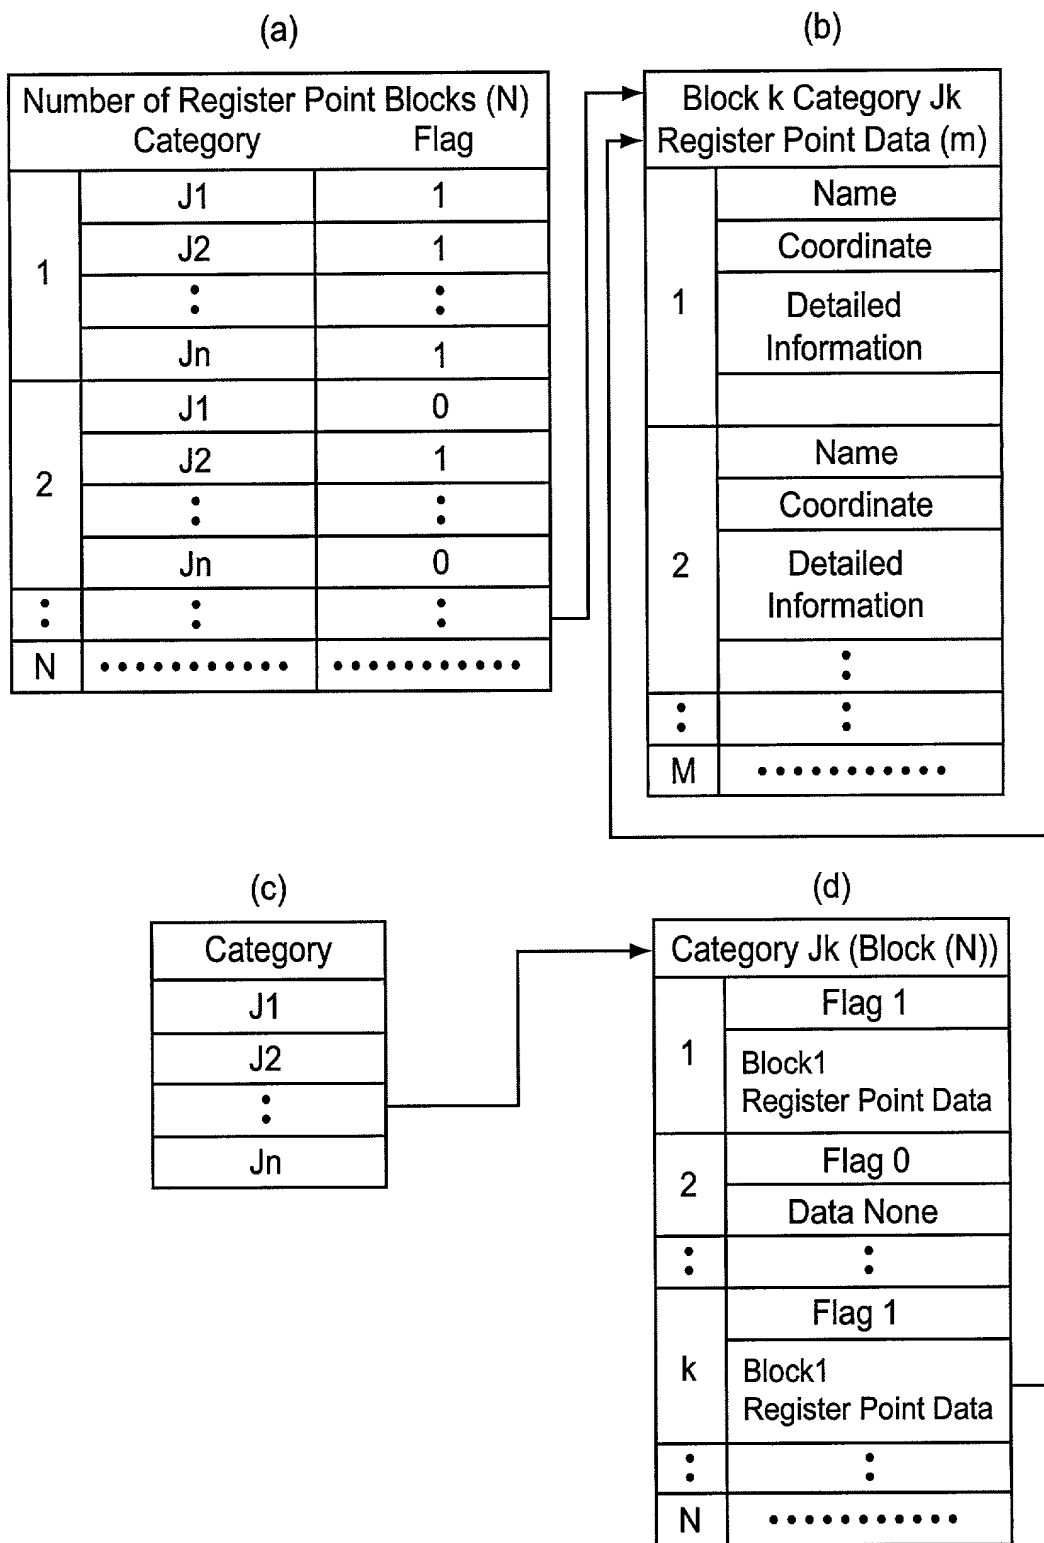 (a)
Number of Register Point Blocks (N)
Category Flag
1
J1 1
J2 1
Jn 1
2
J1 0
J2 1
Jn 0
N
(b)
Block k Category Jk
Register Point Data (m)
1
Name
Coordinate
Detailed
Information
2
Name
Coordinate
Detailed
Information
M
(c)
Category
J1
J2
Jn
(d)
Category Jk (Block (N))
1
Flag 1
Block1
Register Point Data
2
Flag 0
Data None
k
Flag 1
Block1
Register Point Data
N